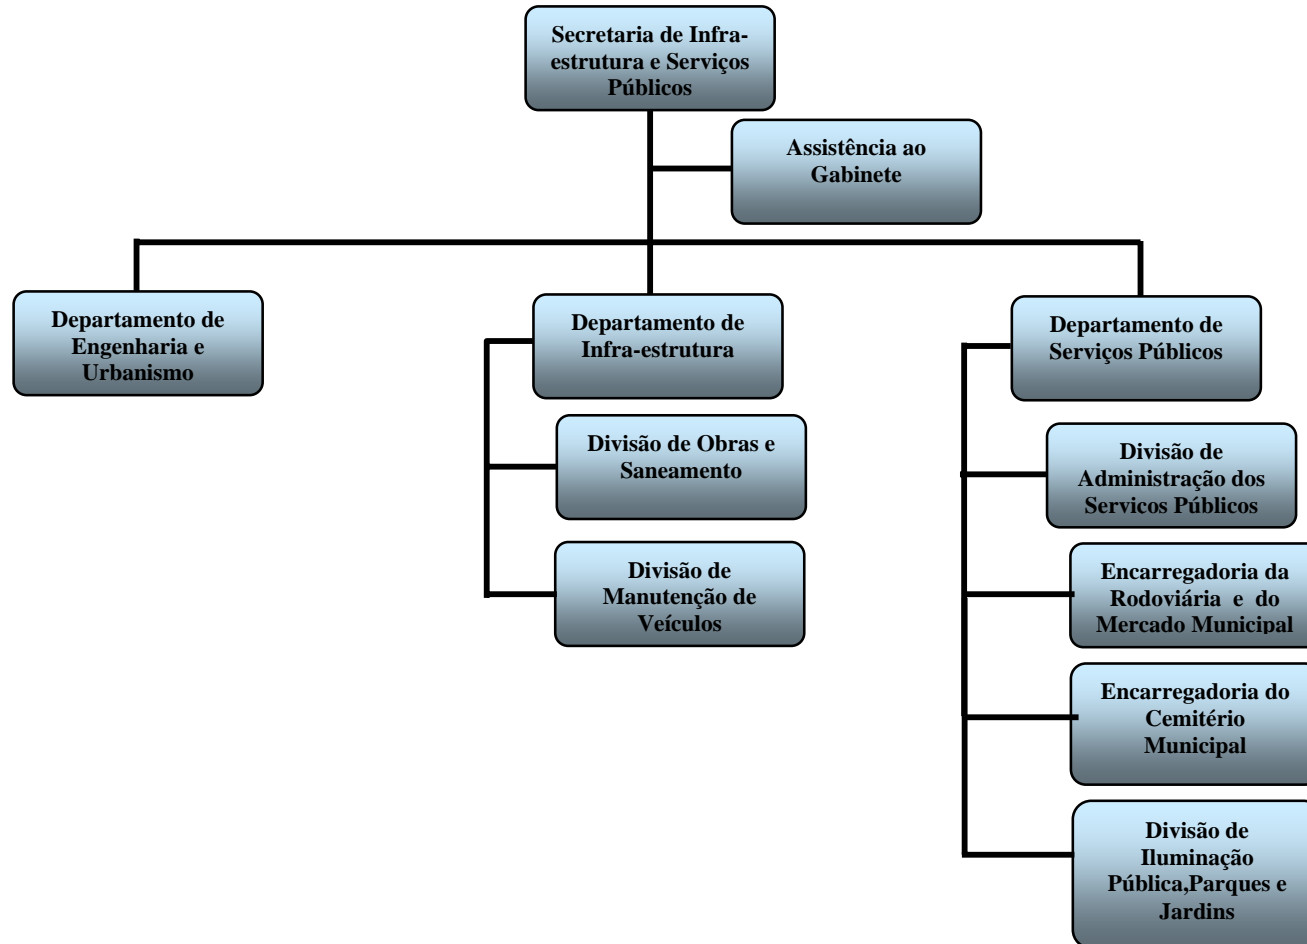 Secretaria de Infra-
estrutura e Serviços
Públicos
Assistência ao
Gabinete
Departamento de
Engenharia e
Urbanismo
Departamento de
Infra-estrutura
Departamento de
Serviços Públicos
Divisão de Obras e
Saneamento
Divisão de
Administração dos
Servicos Públicos
Divisão de
Manutenção de
Veículos
Encarregadoria da
Rodoviária e do
Mercado Municipal
Encarregadoria do
Cemitério
Municipal
Divisão de
Iluminação
Pública,Parques e
Jardins